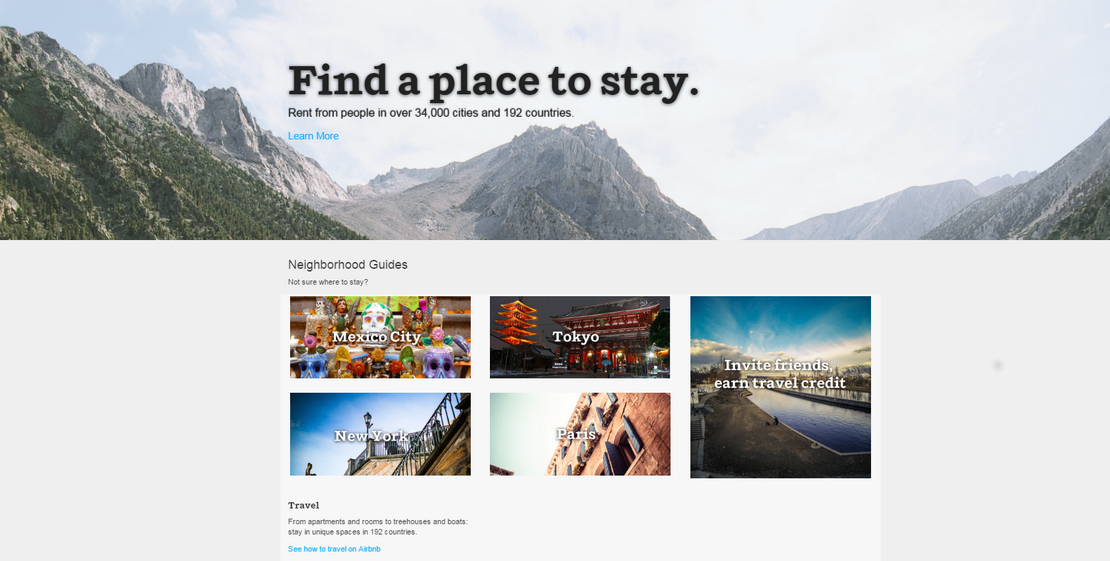 Find a place to stay.
Rent from people in over 34,000 cities and 192 countries.
Learn More
Neighborhood Guides
Not sure where to stay?
Mexico City
Tokyo
Invite friends,
earn travel credit
New York
Paris
Travel
From apartments and rooms to treehouses and boats:
stay in unique spaces in 192 countries.
See how to travel on Airbnb